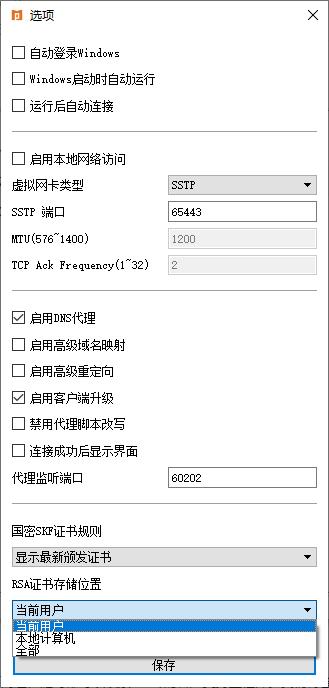 选项
自动登录Windows
Windows启动时自动运行
运行后自动连接
启用本地网络访问
虚拟网卡类型 SSTP
SSTP 端口 65443
MTU(576~1400) 1200
TCP Ack Frequency(1~32) 2
启用DNS代理
启用高级域名映射
启用高级重定向
启用客户端升级
禁用代理脚本改写
连接成功后显示界面
代理监听端口 60202
国密SKF证书规则
显示最新颁发证书
RSA证书存储位置
当前用户
当前用户
本地计算机
全部
保存